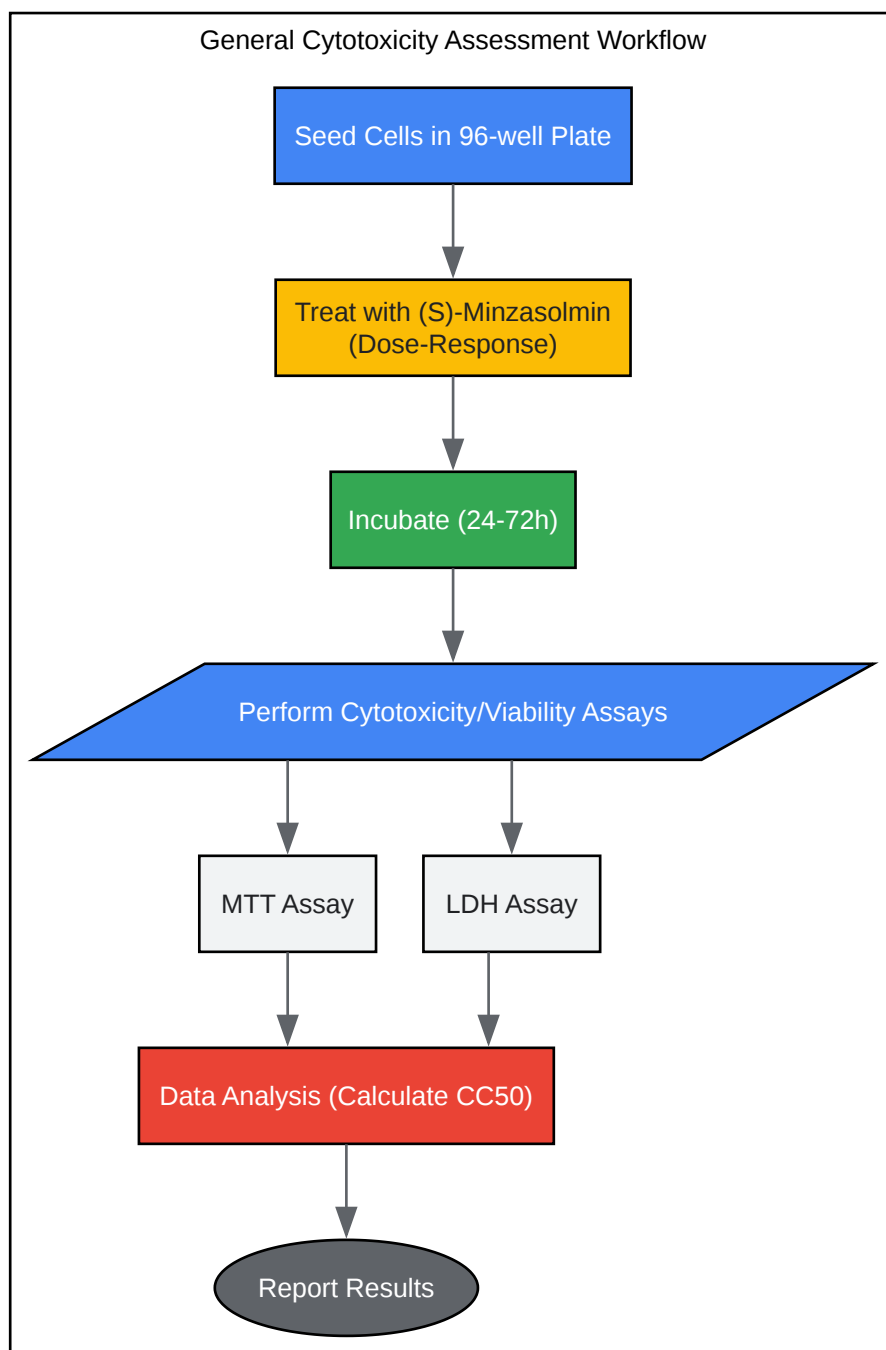 General Cytotoxicity Assessment Workflow
Seed Cells in 96-well Plate
Treat with (S)-Minzasolmin
(Dose-Response)
Incubate (24-72h)
Perform Cytotoxicity/Viability Assays
MTT Assay
LDH Assay
Data Analysis (Calculate CC50)
Report Results